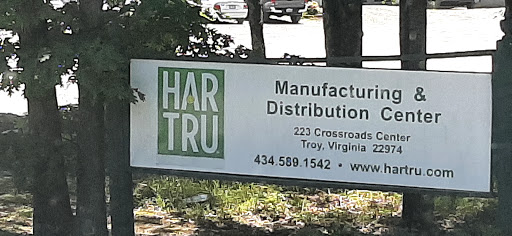 HAR
TRU
Manufacturing &
Distribution Center
223 Crossroads Center
Troy, Virginia 22974
434.589.1542 • www.hartru.com